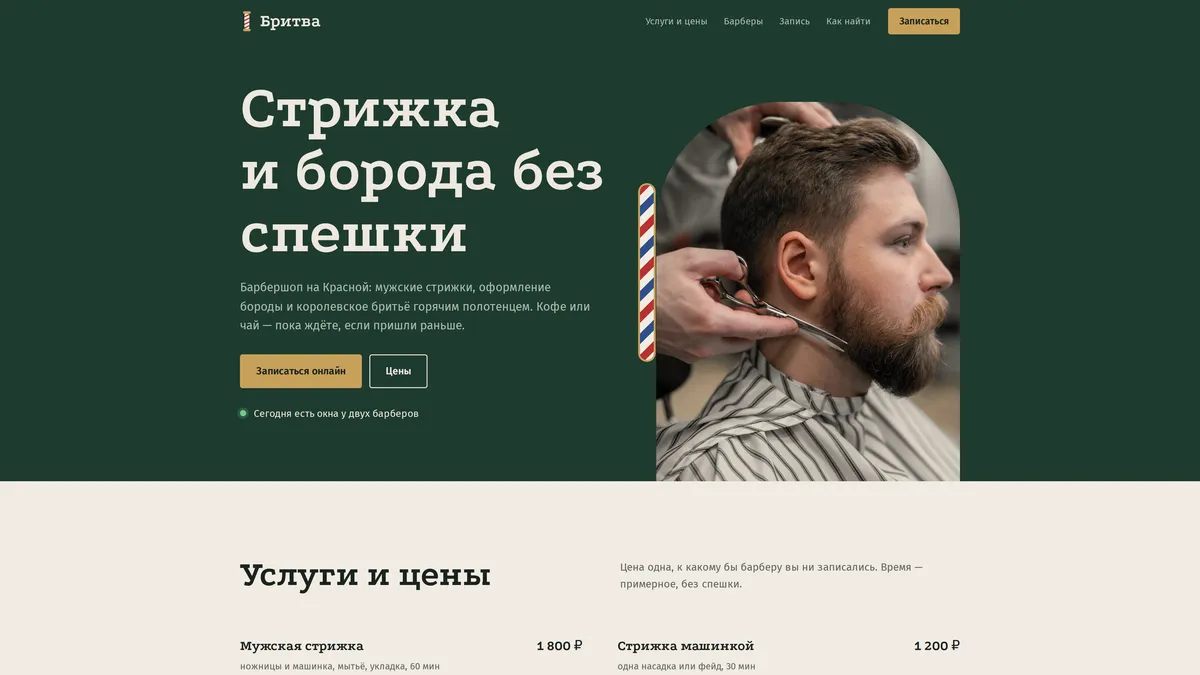 Бритва
Услуги и цены
Барберы
Запись
Как найти
Записаться
Стрижка
и борода без
спешки
Барбершоп на Красной: мужские стрижки, оформление
бороды и королевское бритьё горячим полотенцем. Кофе или
чай — пока ждёте, если пришли раньше.
Записаться онлайн
Цены
Сегодня есть окна у двух барберов
Услуги и цены
Цена одна, к какому бы барберу вы ни записались. Время —
примерное, без спешки.
Мужская стрижка 1 800 ₽
ножницы и машинка, мытьё, укладка, 60 мин
Стрижка машинкой 1 200 ₽
одна насадка или фейд, 30 мин